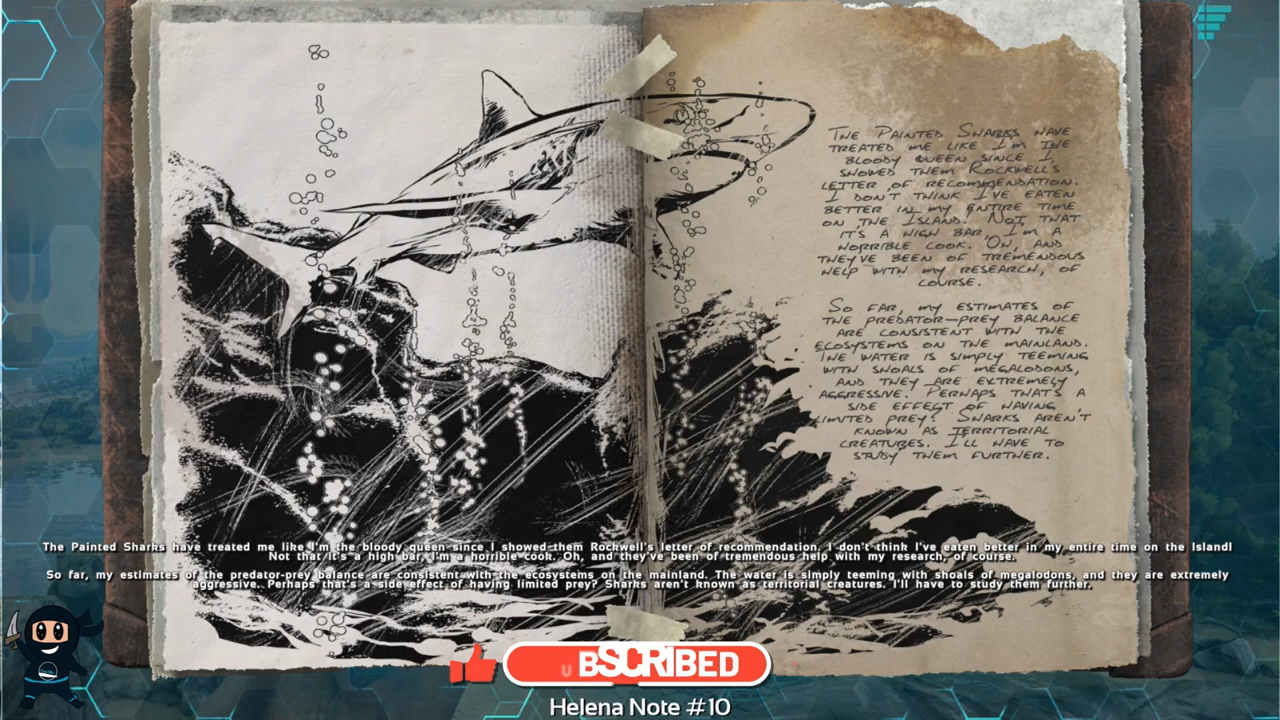 The Painted Sharks have
treated me like I'm the
bloody queen since I
showed them Rockwell's
letter of recommendation.
I don't think I've eaten
better in my entire time
on the Island. Not that
it's a high bar, I'm a
horrible cook. Oh, and
they've been of tremendous
help with my research, of
course.
So far, my estimates of
the predator-prey balance
are consistent with the
ecosystems on the mainland.
The water is simply teeming
with shoals of megalodons,
and they are extremely
aggressive. Perhaps that's a
side effect of having
limited prey? Sharks aren't
known as territorial
creatures. I'll have to
study them further.
The Painted Sharks have treated me like I'm the bloody queen since I showed them Rockwell's letter of recommendation. I don't think I've eaten better in my entire time on the Island!
Not that it's a high bar, I'm a horrible cook. Oh, and they've been of tremendous help with my research, of course.
So far, my estimates of the predator-prey balance are consistent with the ecosystems on the mainland. The water is simply teeming with shoals of megalodons, and they are extremely
aggressive. Perhaps that's a side effect of having limited prey? Sharks aren't known as territorial creatures. I'll have to study them further.
U BSCRIBED
Helena Note #10